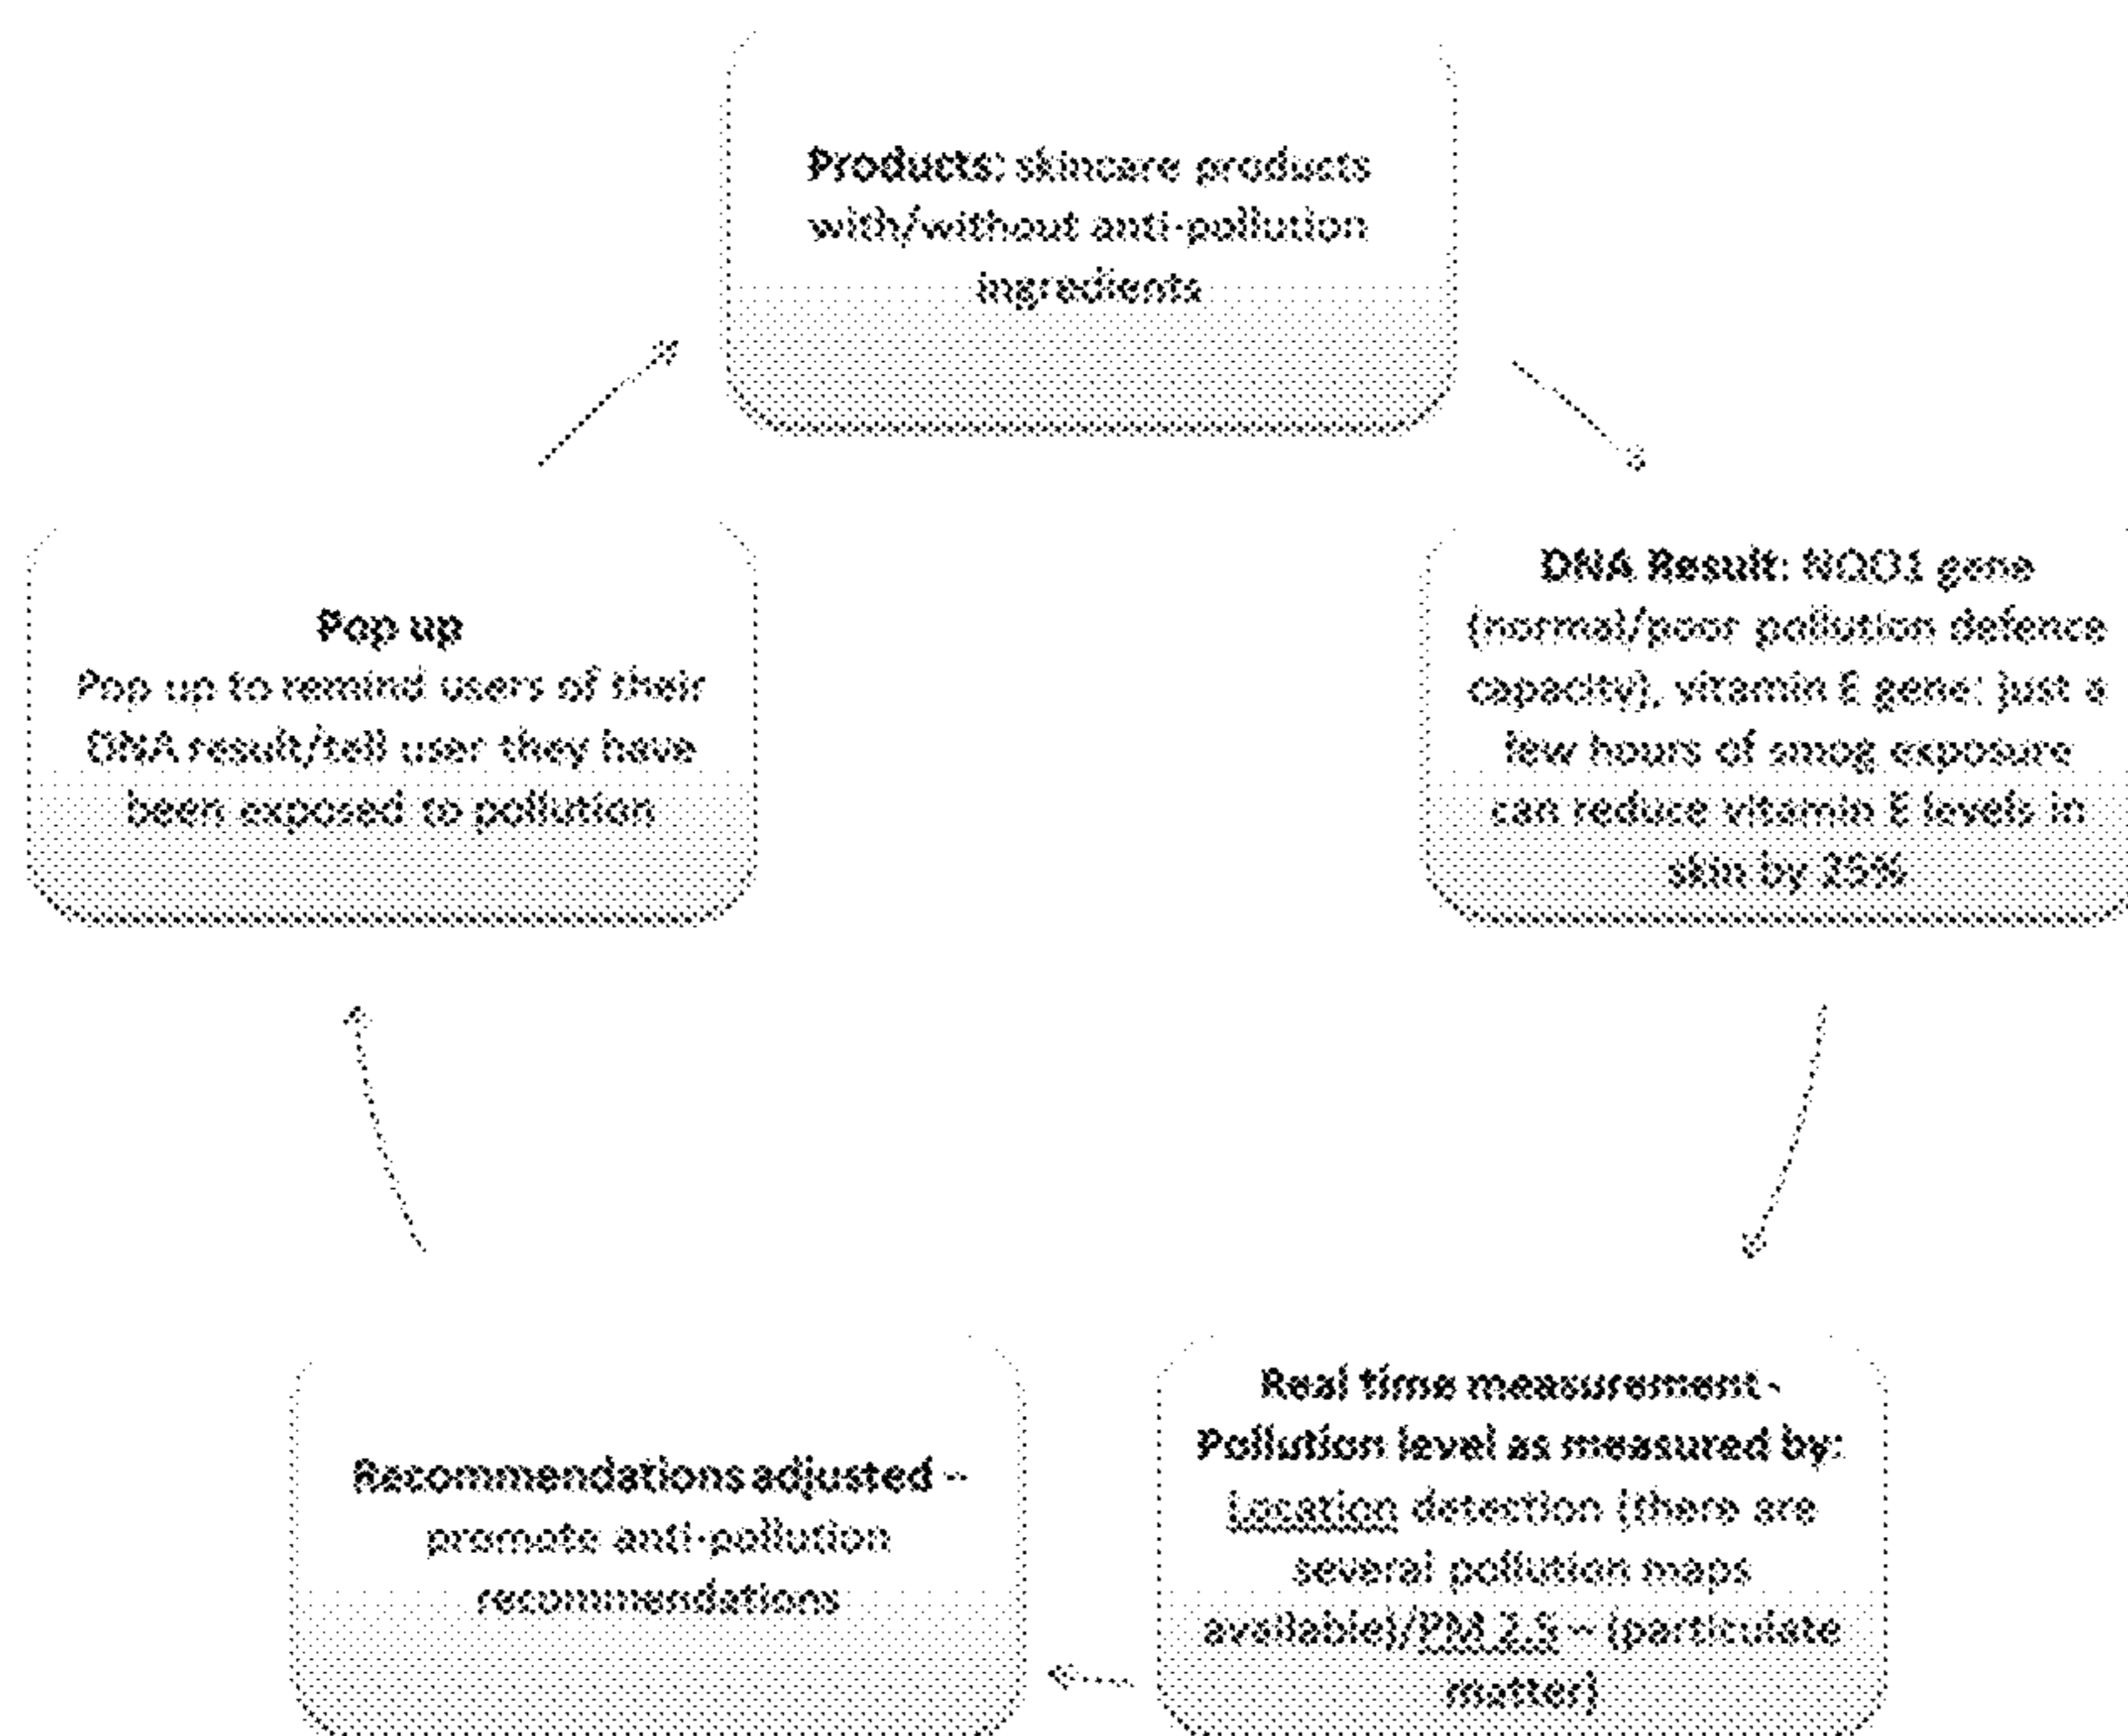 Products: skincare products
with/without anti-pollution
ingredients
DNA Result: NQO1 gene
(normal/poor pollution defence
capacity), vitamin E gene: just a
few hours of smog exposure
can reduce vitamin E levels in
skin by 25%
Real time measurement -
Pollution level as measured by:
Location detection (there are
several pollution maps
available)/PM 2.5 – (particulate
matter)
Recommendations adjusted –
promote anti-pollution
recommendations
Pop up
Pop up to remind users of their
DNA result/tell user they have
been exposed to pollution